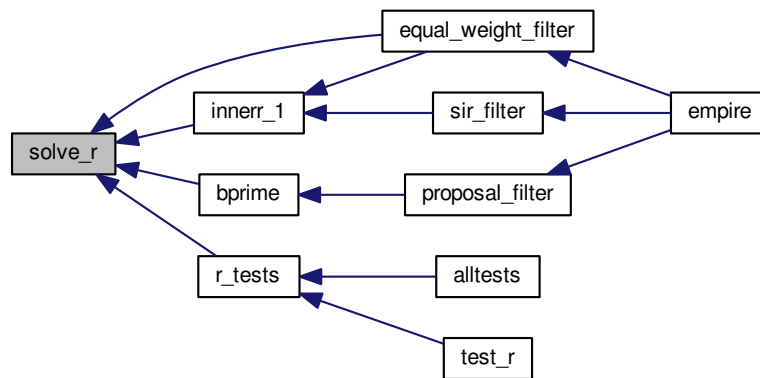 equal_weight_filter
innerr_1
sir_filter
empire
solve_r
bprime
proposal_filter
r_tests
alltests
test_r